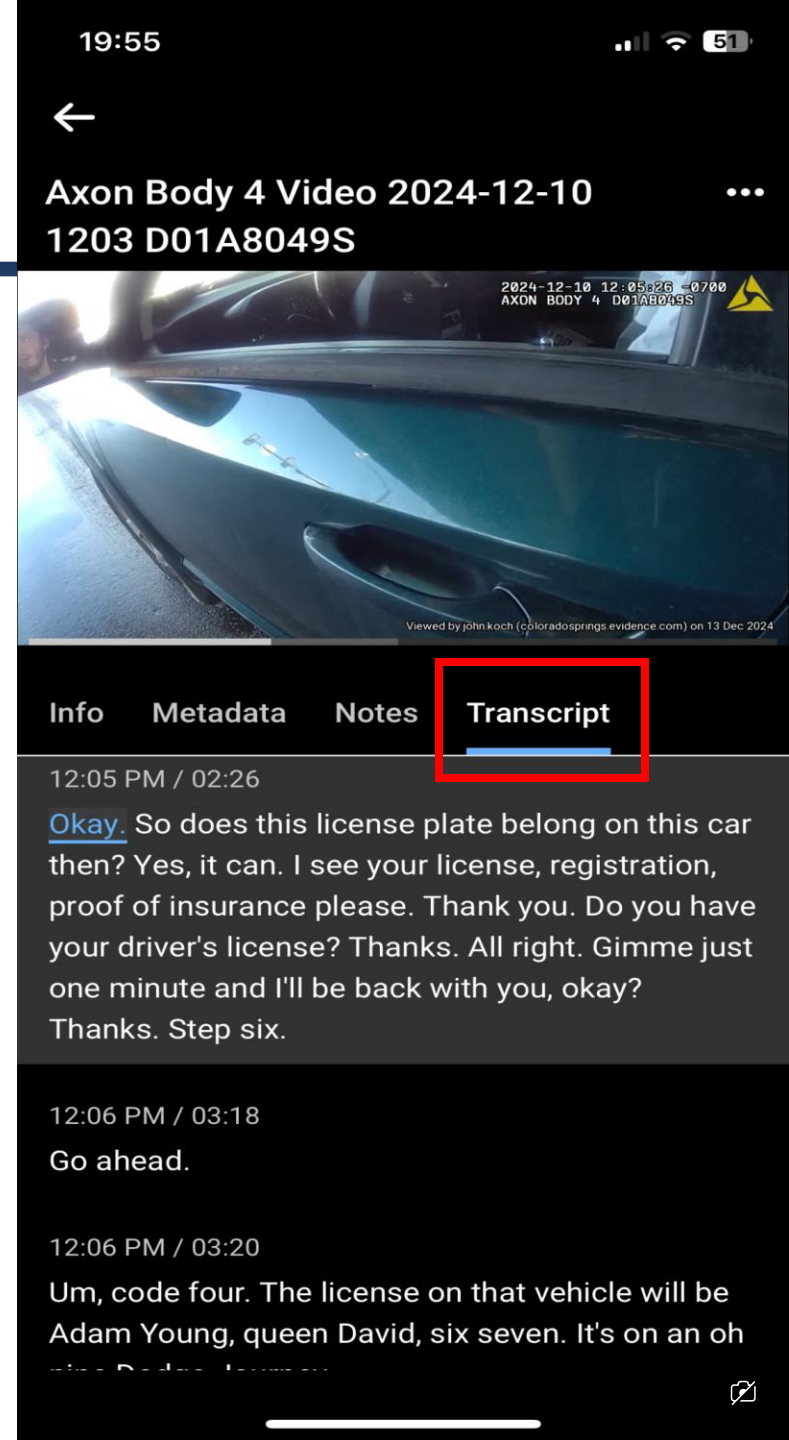 19:55
51
Axon Body 4 Video 2024-12-10
1203 D01A8049S
2024-12-10 12:05:26 -0700
AXON BODY 4 D01A8049S
Viewed by john.koch (coloradosprings.evidence.com) on 13 Dec 2024
Info Metadata Notes Transcript
12:05 PM / 02:26
Okay. So does this license plate belong on this car
then? Yes, it can. I see your license, registration,
proof of insurance please. Thank you. Do you have
your driver's license? Thanks. All right. Gimme just
one minute and I'll be back with you, okay?
Thanks. Step six.
12:06 PM / 03:18
Go ahead.
12:06 PM / 03:20
Um, code four. The license on that vehicle will be
Adam Young, queen David, six seven. It's on an oh
nine Dodge Journey